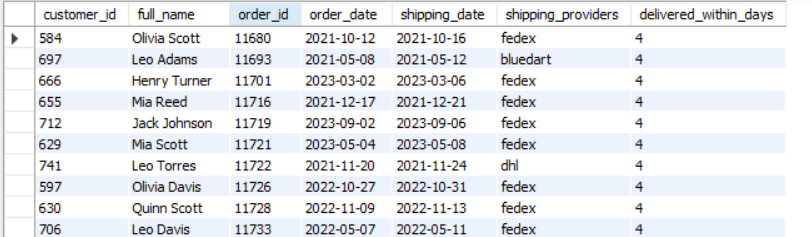 customer_id full_name order_id order_date shipping_date shipping_providers delivered_within_days
584 Olivia Scott 11680 2021-10-12 2021-10-16 fedex 4
697 Leo Adams 11693 2021-05-08 2021-05-12 bluedart 4
666 Henry Turner 11701 2023-03-02 2023-03-06 fedex 4
655 Mia Reed 11716 2021-12-17 2021-12-21 fedex 4
712 Jack Johnson 11719 2023-09-02 2023-09-06 fedex 4
629 Mia Scott 11721 2023-05-04 2023-05-08 fedex 4
741 Leo Torres 11722 2021-11-20 2021-11-24 dhl 4
597 Olivia Davis 11726 2022-10-27 2022-10-31 fedex 4
630 Quinn Scott 11728 2022-11-09 2022-11-13 fedex 4
706 Leo Davis 11733 2022-05-07 2022-05-11 fedex 4